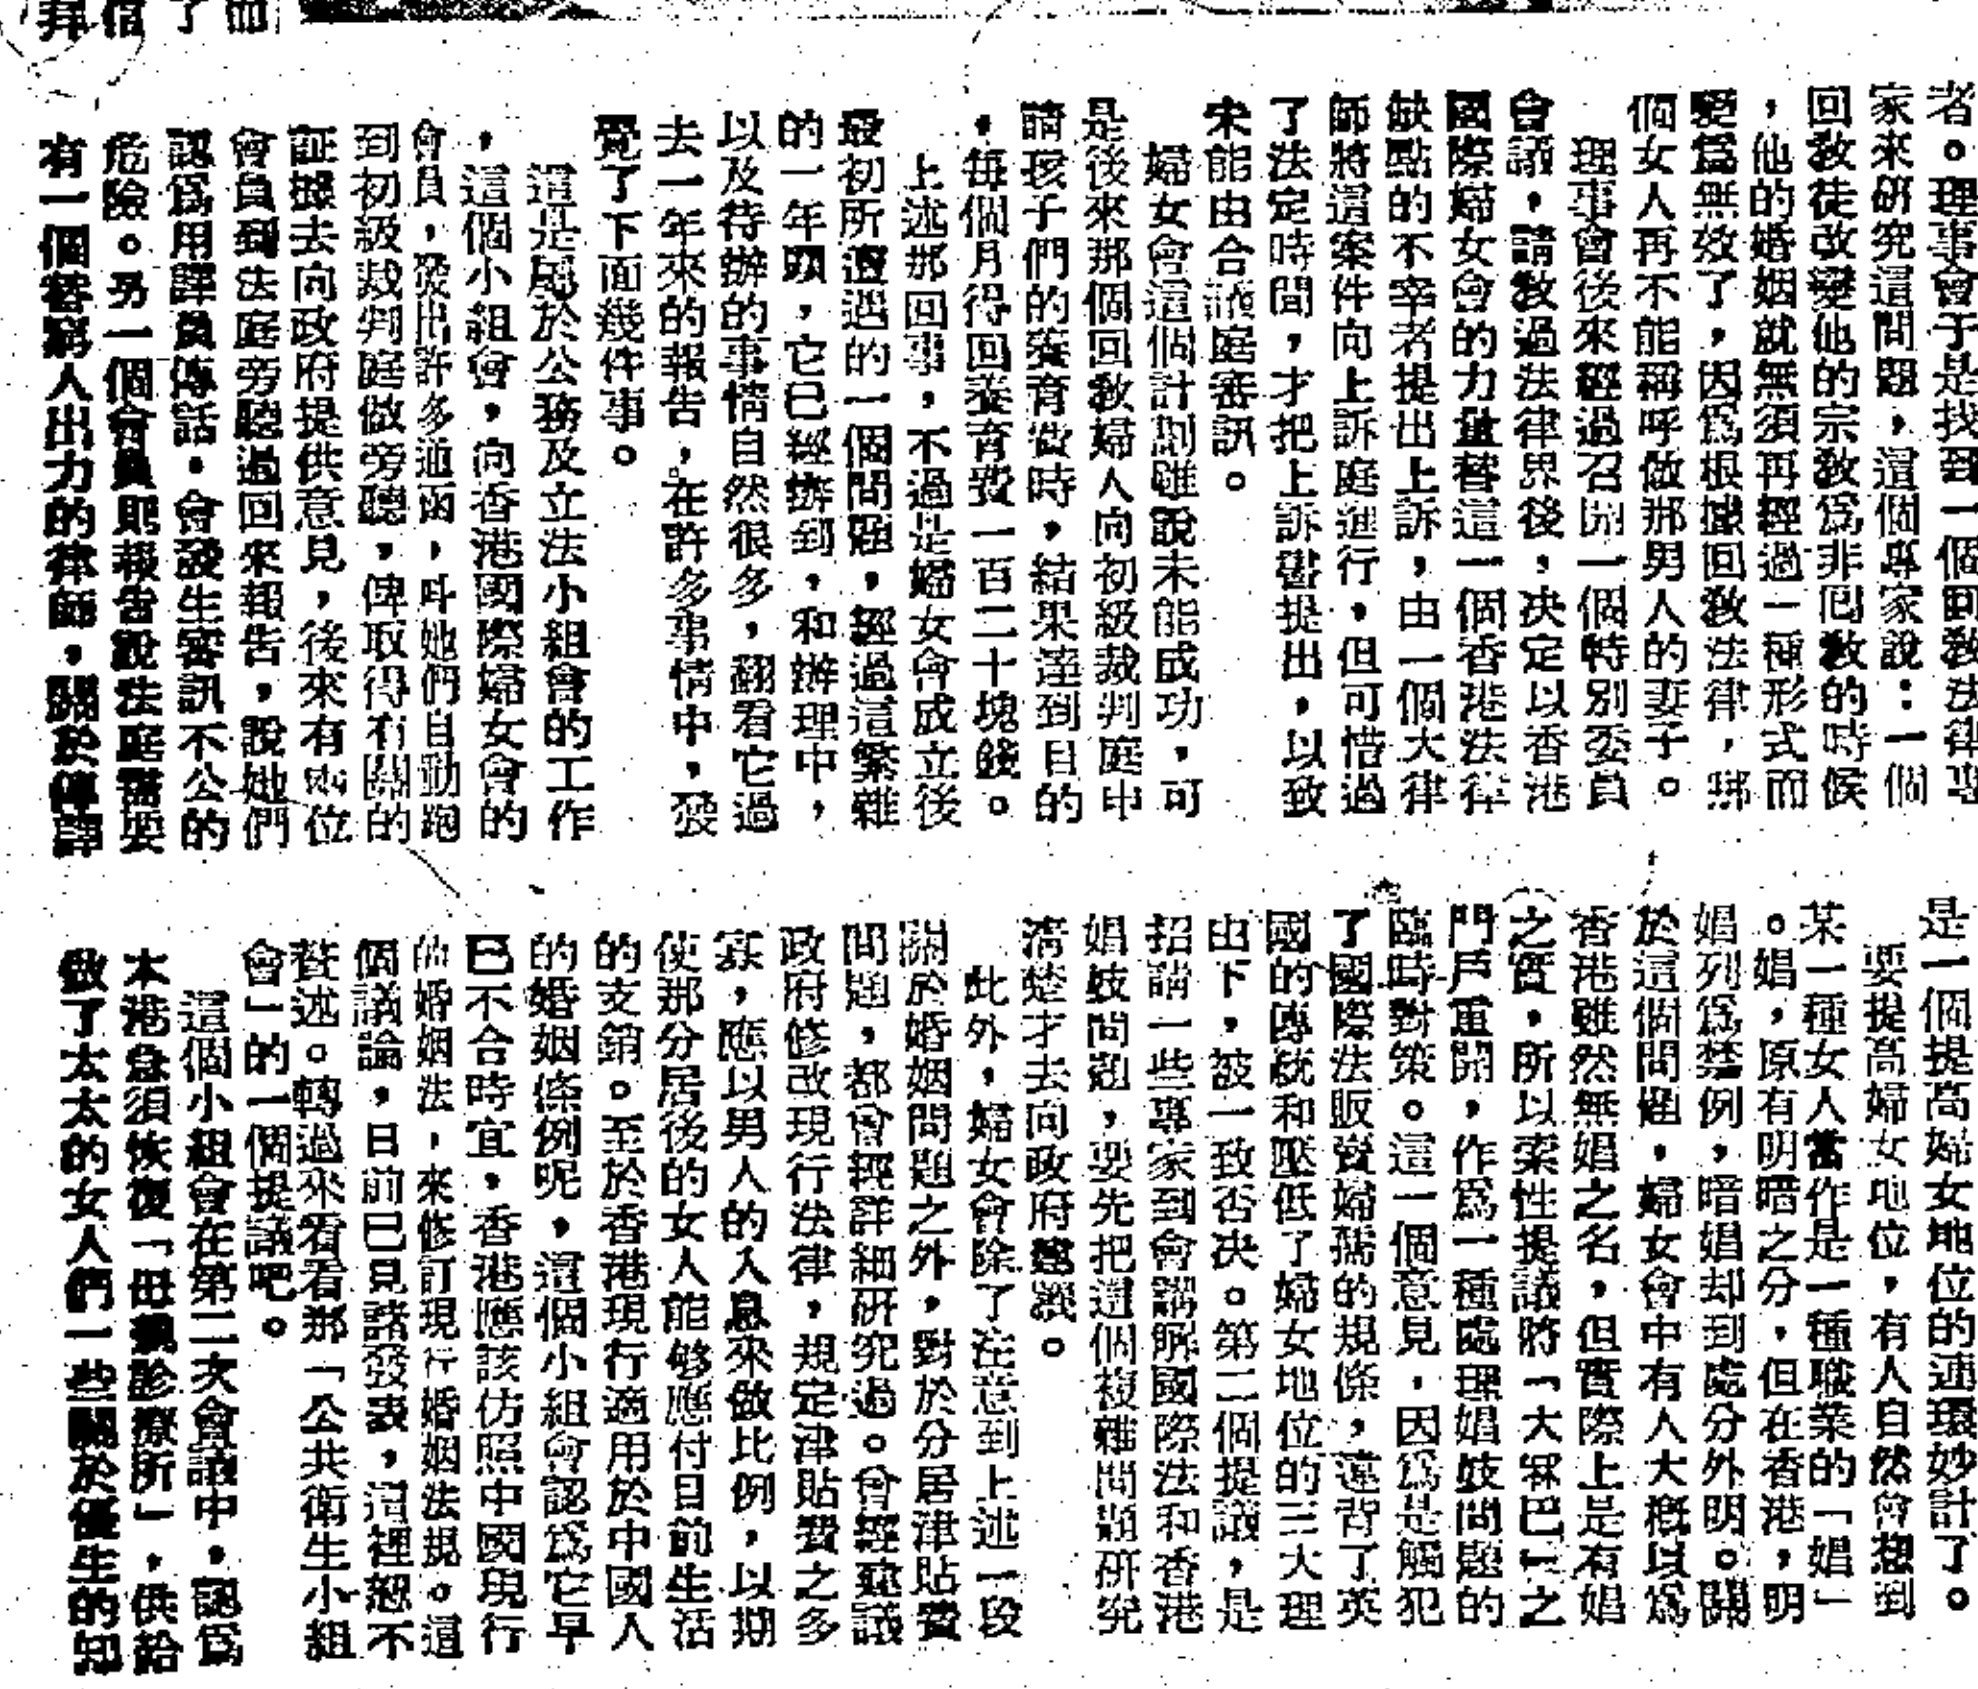 者。理事會于是找到一個回敎法律專
家來硏究這問題，這個專家說：一個
回敎徒改變他的宗敎爲非回敎的時候
，他的婚姻就無須再經過一種形式而
變爲無效了，因爲根據回敎法律，那
個女人再不能稱呼做那男人的妻子。
理事會後來經過召開一個特別委員
會議，請敎過法律界後，决定以香港
國際婦女會的力量替這一個香港法律
缺點的不幸者提出上訴，由一個大律
師將這案件向上訴庭進行，但可惜過
了法定時間，才把上訴書提出，以致
未能由合議庭審訊。
婦女會這個計劃雖說未能成功，可
是後來那個回敎婦人向初級裁判庭申
請孩子們的養育費時，結果達到目的
，每個月得回養育費一百二十塊錢。
上述那回事，不過是婦女會成立後
最初所遭遇的一個問題，經過這繁雜
的一年頭，它已經辦到，和辦理中，
以及待辦的事情自然很多，翻看它過
去一年來的報告，在許多事情中，發
覺了下面幾件事。
這是屬於公務及立法小組會的工作
，這個小組會，向香港國際婦女會的
會員，發出許多通函，叫她們自動跑
到初級裁判庭做旁聽，俾取得有關的
証據去向政府提供意見，後來有兩位
會員到法庭旁聽過回來報告，說她們
認爲用譯員傳話，會發生審訊不公的
危險。另一個會員則報告說法庭需要
有一個替窮人出力的律師，關於傳譯
是一個提高婦女地位的連環妙計了。
要提高婦女地位，有人自然會想到
某一種女人當作是一種職業的「娼」
。娼，原有明暗之分，但在香港，明
娼列爲禁例，暗娼却到處分外明。關
於這個問題，婦女會中有人大槪以爲
香港雖然無娼之名，但實際上是有娼
之實，所以索性提議將「大寨巴」之
門戶重開，作爲一種處理娼妓問題的
臨時對策。這一個意見，因爲是觸犯
了國際法販賣婦孺的規條，違背了英
國的傳統和壓低了婦女地位的三大理
由下，被一致否决。第二個提議，是
招請一些專家到會講解國際法和香港
娼妓問題，要先把這個複雜問題硏究
淸楚才去向政府建議。
此外，婦女會除了注意到上述一段
關於婚姻問題之外，對於分居津貼費
問題，都會經詳細硏究過。會經建議
政府修改現行法律，規定津貼費之多
寡，應以男人的入息來做比例，以期
使那分居後的女人能够應付目前生活
的支銷。至於香港現行適用於中國人
的婚姻條例呢，這個小組會認爲它早
已不合時宜，香港應該仿照中國現行
的婚姻法，來修訂現行婚姻法規。這
個議論，日前已見諸發表，這裡恕不
贅述。轉過來看看那「公共衛生小組
會」的一個提議吧。
這個小組會在第二次會議中，認爲
本港急須恢復「母親診療所」，供給
做了太太的女人們一些關於優生的知